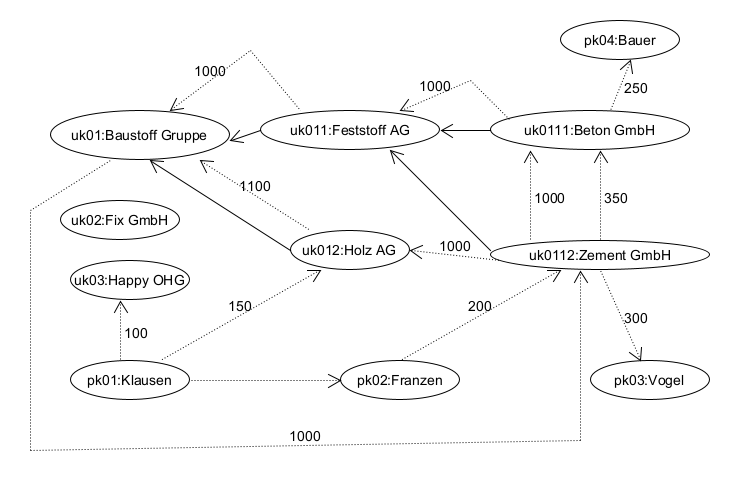 pk04:Bauer
1000
1000
250
uk01:Baustoff Gruppe
uk011:Feststoff AG
uk0111:Beton GmbH
1100
1000
350
uk02:Fix GmbH
uk012:Holz AG
1000
uk0112:Zement GmbH
uk03:Happy OHG
150
200
300
100
pk01:Klausen
pk02:Franzen
pk03:Vogel
1000